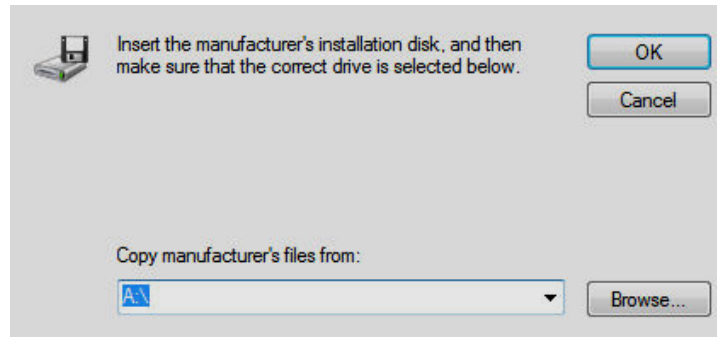 Insert the manufacturer's installation disk, and then
make sure that the correct drive is selected below.
OK
Cancel
Copy manufacturer's files from:
A:\
Browse...